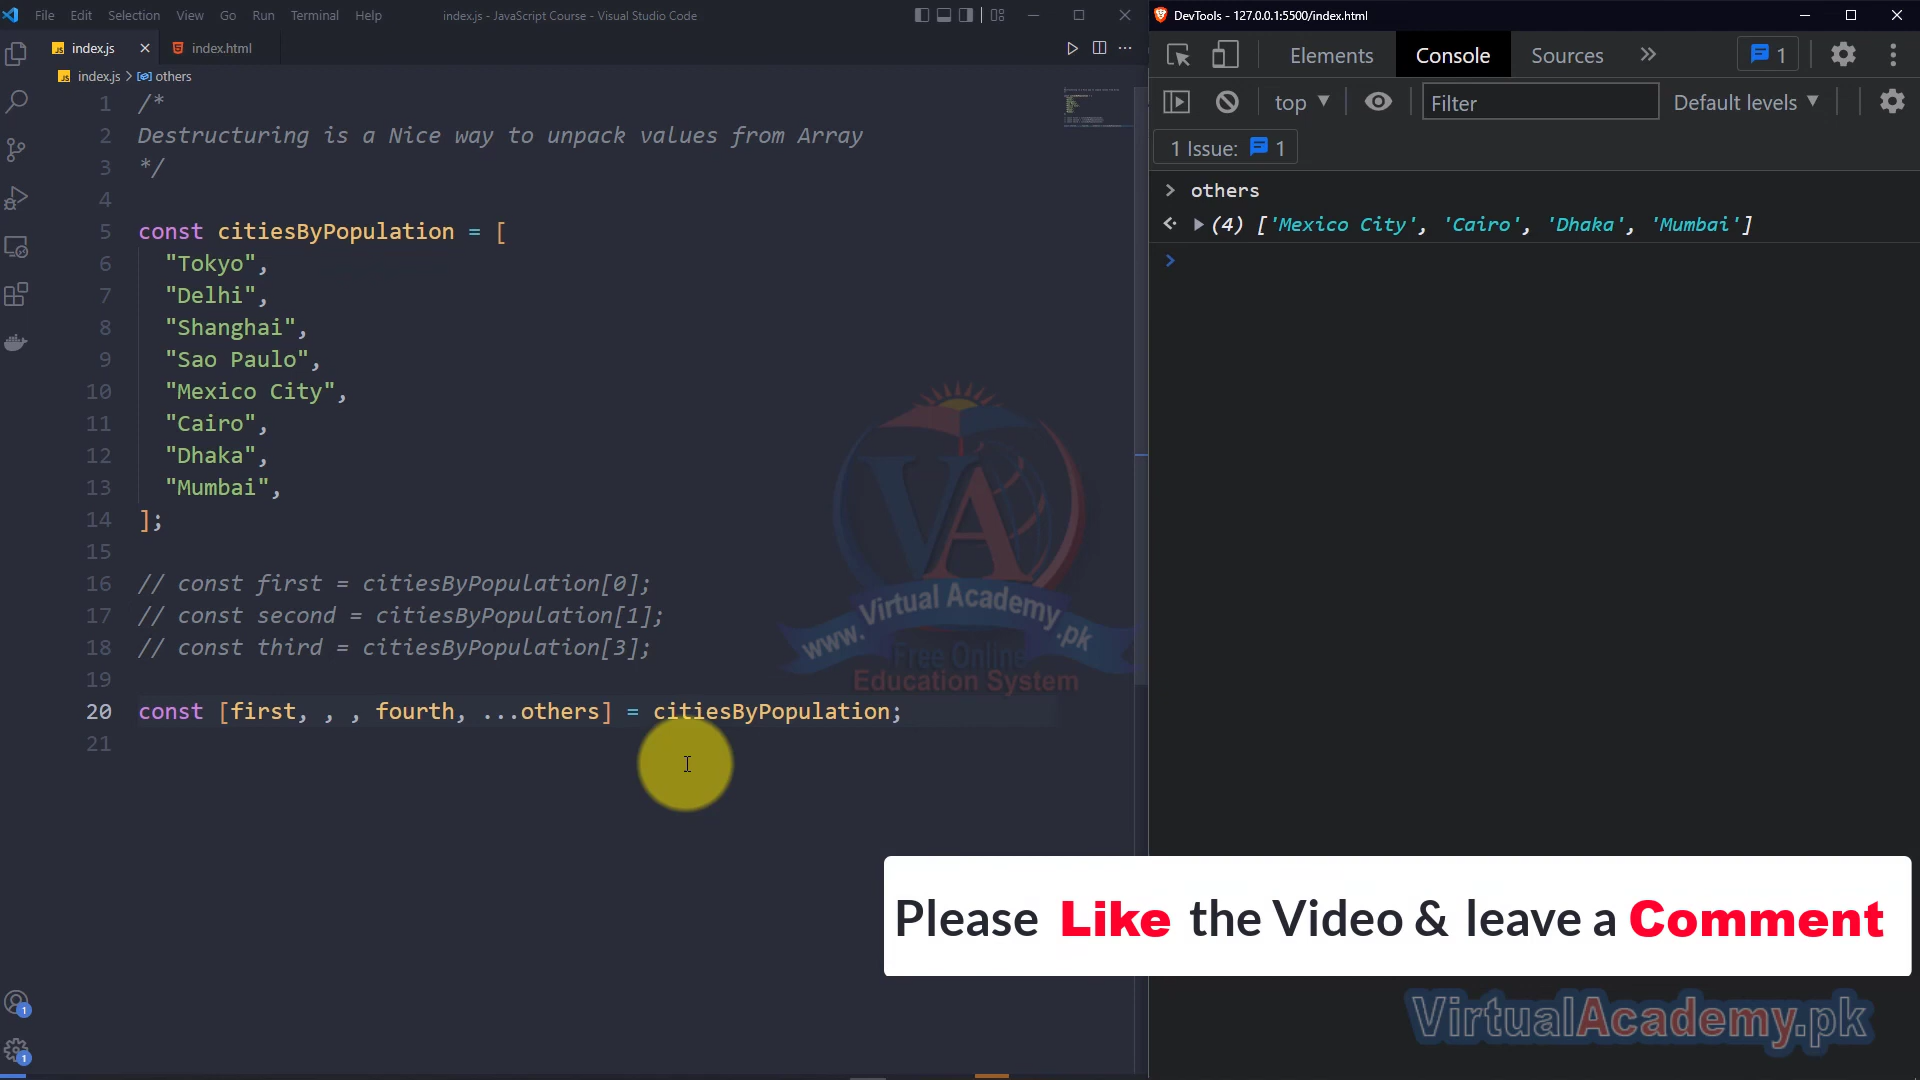 File Edit Selection View Go Run Terminal Help index.js - JavaScript Course - Visual Studio Code
index.js index.html
index.js > others
1 /*
2 Destructuring is a Nice way to unpack values from Array
3 */
4
5 const citiesByPopulation = [
6 "Tokyo",
7 "Delhi",
8 "Shanghai",
9 "Sao Paulo",
10 "Mexico City",
11 "Cairo",
12 "Dhaka",
13 "Mumbai",
14 ];
15
16 // const first = citiesByPopulation[0];
17 // const second = citiesByPopulation[1];
18 // const third = citiesByPopulation[3];
19
20 const [first, , , fourth, ...others] = citiesByPopulation;
21
1
1
VA
www.Virtual Academy.pk
Free Online
Education System
DevTools - 127.0.0.1:5500/index.html
Elements Console Sources » 1
top Filter Default levels
1 Issue: 1
> others
(4) ['Mexico City', 'Cairo', 'Dhaka', 'Mumbai']
>
Please Like the Video & leave a Comment
VirtualAcademy.pk